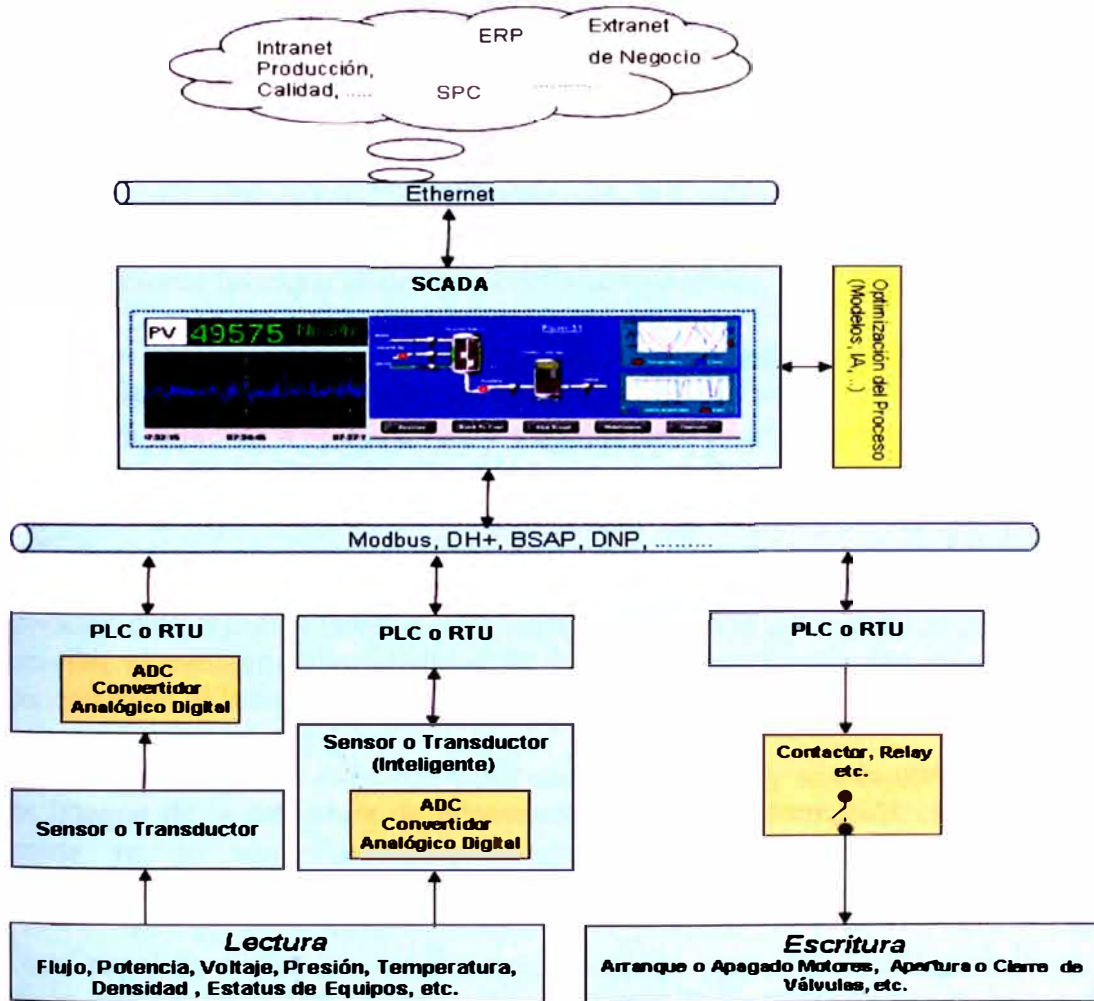 ERP
Extranet
de Negocio
Intranet
Producción,
Calidad, .....
SPC
Ethernet
SCADA
PV 49575
07:34:45
Optimización del Proceso
(Modelos, IA, ...)
Modbus, DH+, BSAP, DNP, .........
PLC o RTU
ADC
Convertidor
Analógico Digital
Sensor o Transductor
PLC o RTU
Sensor o Transductor
(Inteligente)
ADC
Convertidor
Analógico Digital
PLC o RTU
Contactor, Relay
etc.
Lectura
Flujo, Potencia, Voltaje, Presión, Temperatura,
Densidad , Estatus de Equipos, etc.
Escritura
Arranque o Apagado Motores, Apertura o Cierre de
Válvulas, etc.